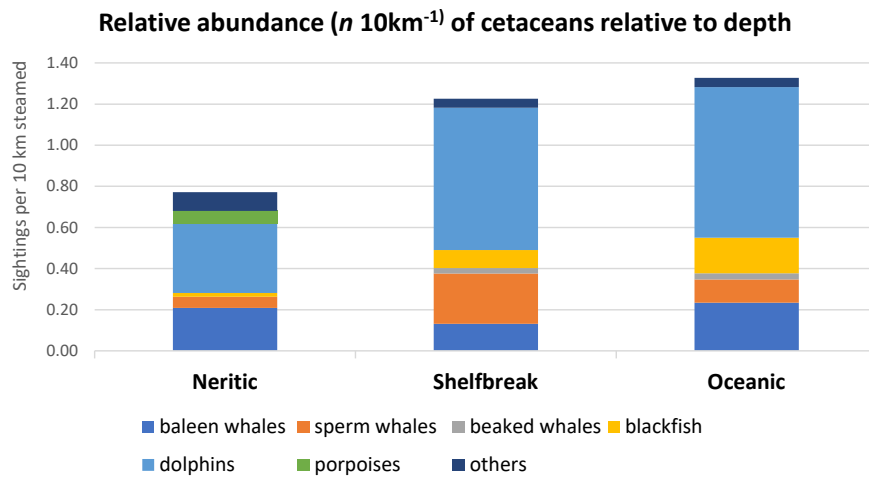 Relative abundance (n 10km-1) of cetaceans relative to depth
Sightings per 10 km steamed
1.40
1.20
1.00
0.80
0.60
0.40
0.20
0.00
Neritic Shelfbreak Oceanic
baleen whales sperm whales beaked whales blackfish
dolphins porpoises others